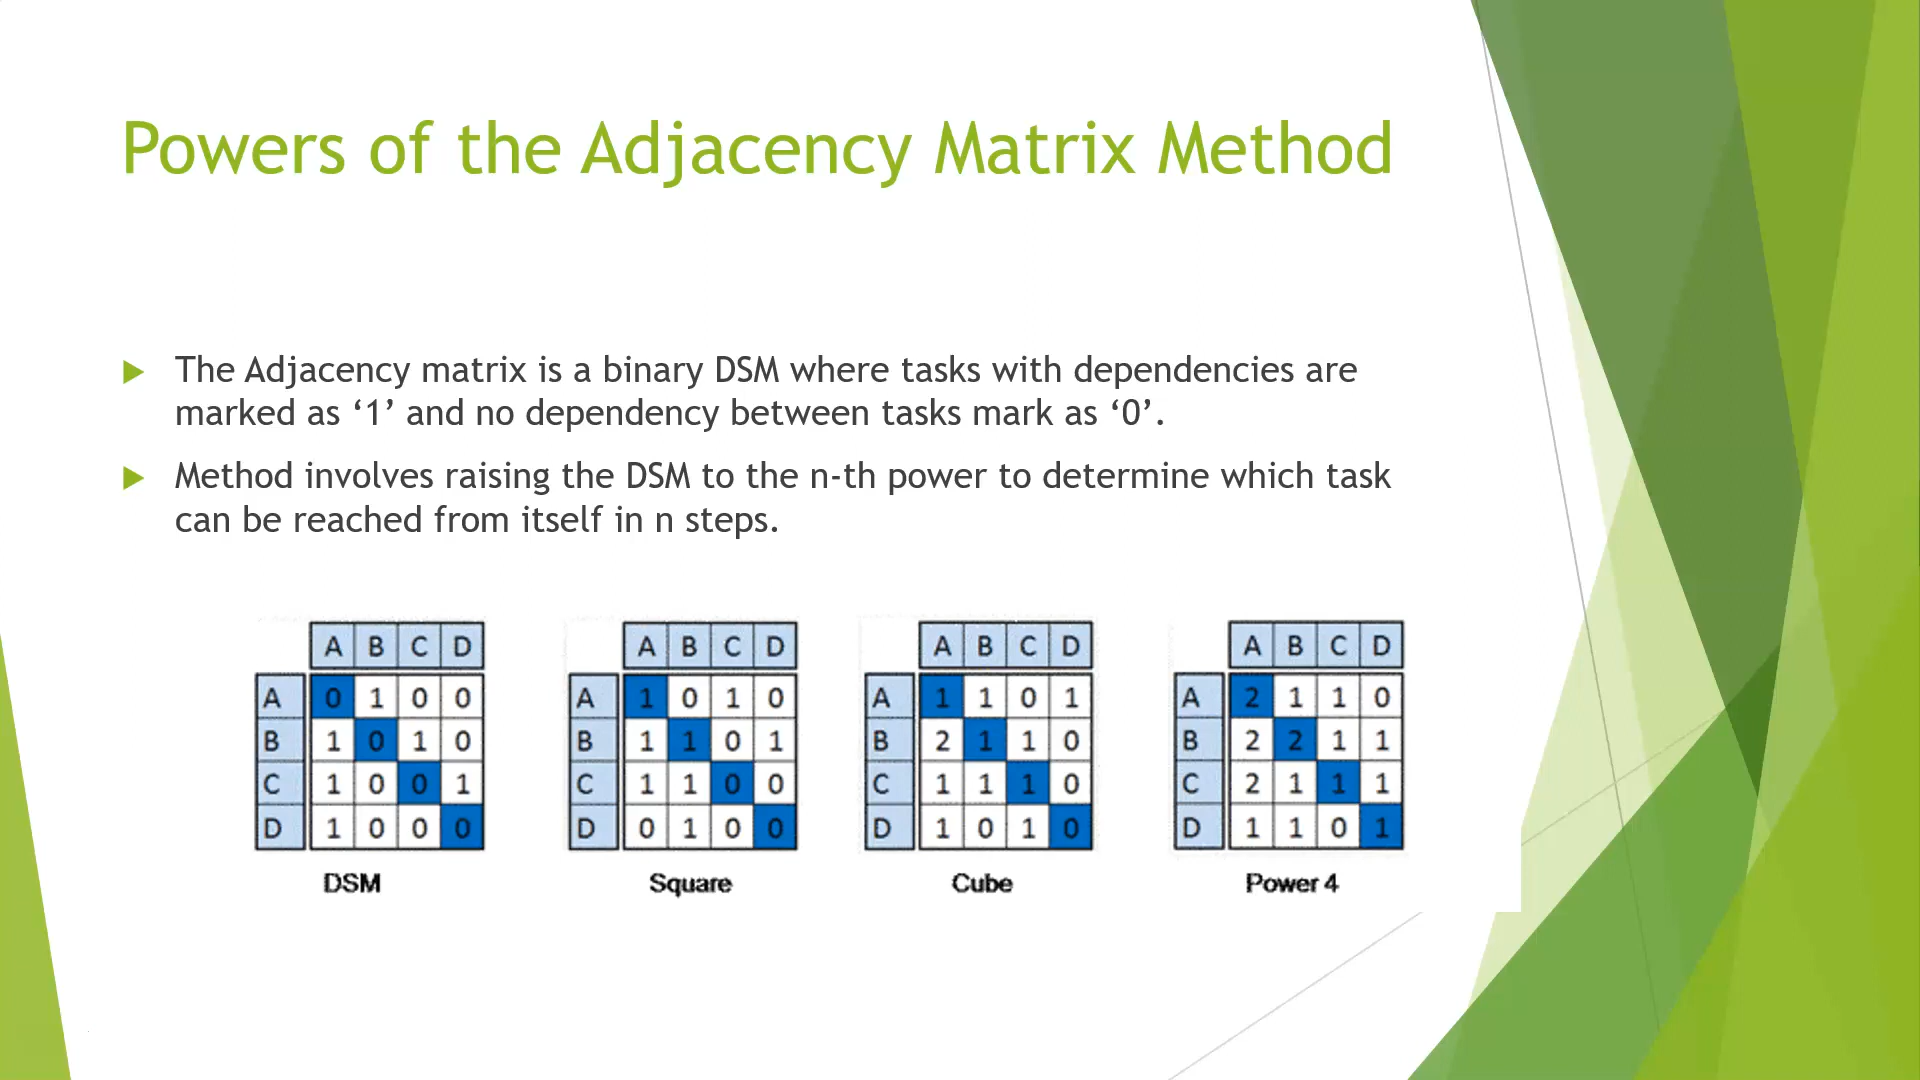 Powers of the Adjacency Matrix Method
The Adjacency matrix is a binary DSM where tasks with dependencies are
marked as ‘1’ and no dependency between tasks mark as ‘0’.
Method involves raising the DSM to the n-th power to determine which task
can be reached from itself in n steps.
A B C D
A 0 1 0 0
B 1 0 1 0
C 1 0 0 1
D 1 0 0 0
DSM
A B C D
A 1 0 1 0
B 1 1 0 1
C 1 1 0 0
D 0 1 0 0
Square
A B C D
A 1 1 0 1
B 2 1 1 0
C 1 1 1 0
D 1 0 1 0
Cube
A B C D
A 2 1 1 0
B 2 2 1 1
C 2 1 1 1
D 1 1 0 1
Power 4